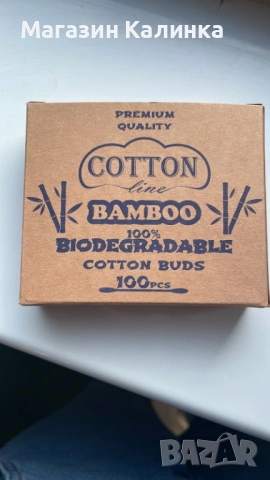 Магазин Калинка
PREMIUM
QUALITY
COTTON
line
BAMBOO
100%
BIODEGRADABLE
COTTON BUDS
100PCS
Bazar